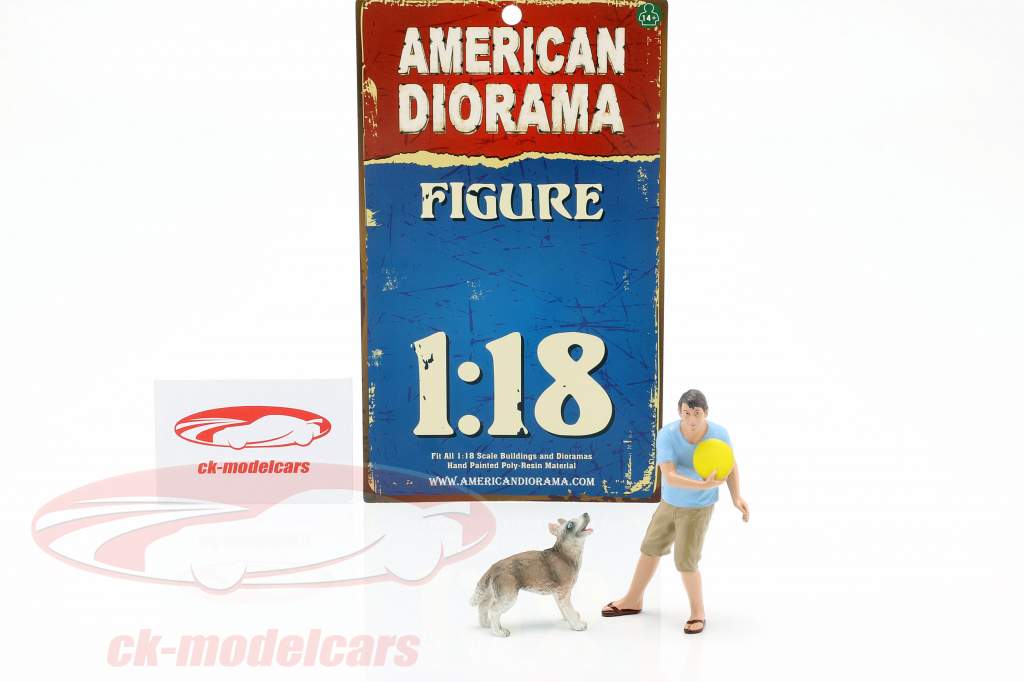 14+
AMERICAN
DIORAMA
FIGURE
1:18
Fit All 1:18 Scale Buildings and Dioramas
Hand Painted Poly-Resin Material
WWW.AMERICANDIORAMA.COM
ck-modelcars
ck-modelcars